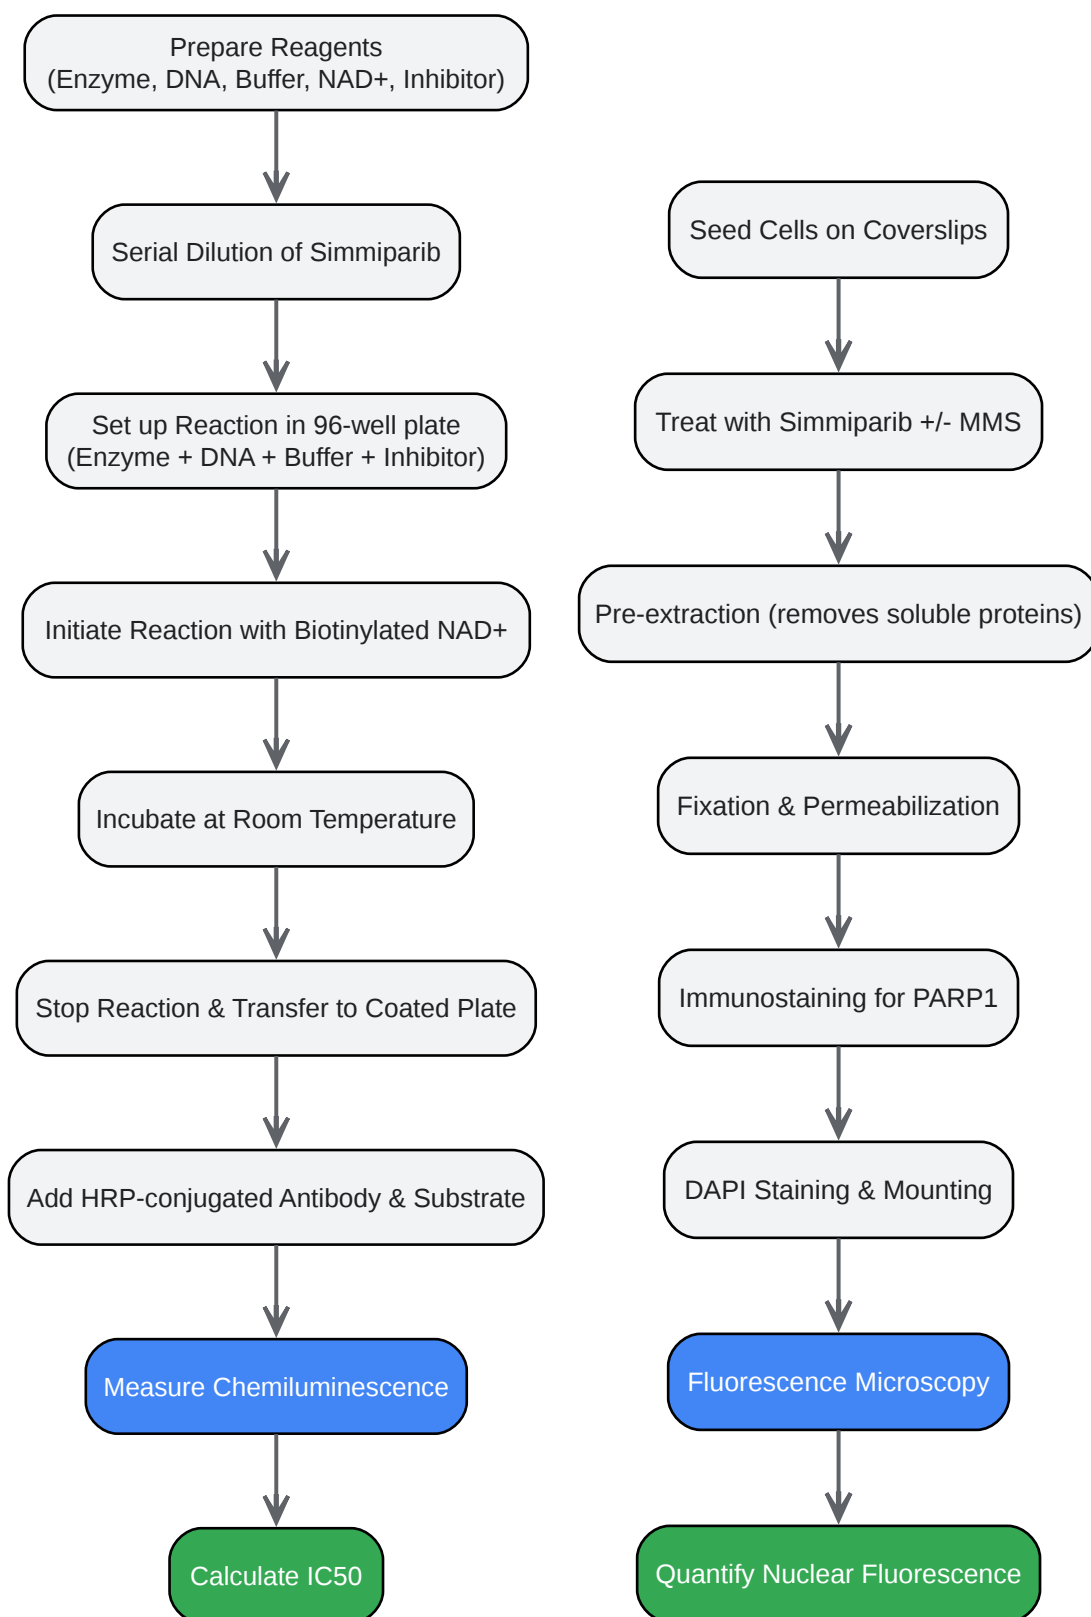 Prepare Reagents
(Enzyme, DNA, Buffer, NAD+, Inhibitor)
Serial Dilution of Simmiparib
Set up Reaction in 96-well plate
(Enzyme + DNA + Buffer + Inhibitor)
Initiate Reaction with Biotinylated NAD+
Incubate at Room Temperature
Stop Reaction & Transfer to Coated Plate
Add HRP-conjugated Antibody & Substrate
Measure Chemiluminescence
Calculate IC50
Seed Cells on Coverslips
Treat with Simmiparib +/- MMS
Pre-extraction (removes soluble proteins)
Fixation & Permeabilization
Immunostaining for PARP1
DAPI Staining & Mounting
Fluorescence Microscopy
Quantify Nuclear Fluorescence